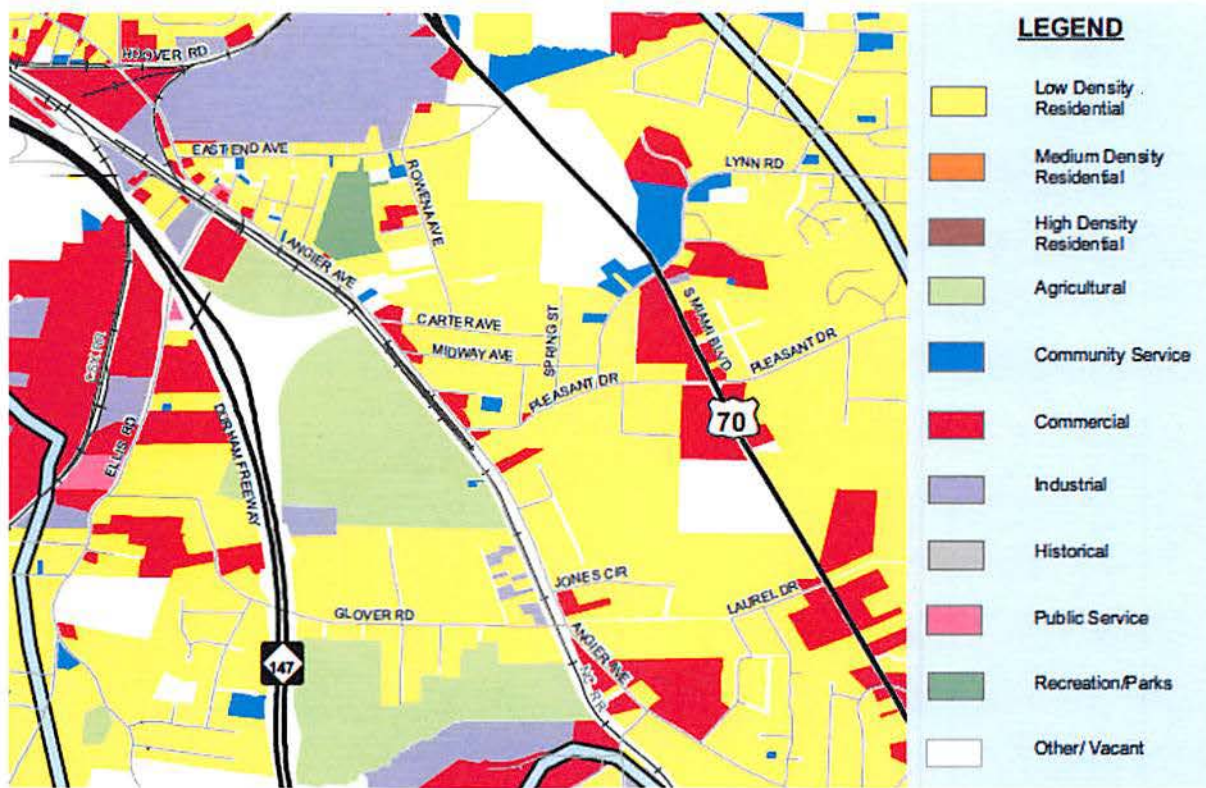 HOOVER RD
EAST END AVE
ROWENA AVE
LYNN RD
ANGIER AVE
CARTER AVE
MIDWAY AVE
SPRING ST
S MIAMI BLVD
PLEASANT DR
PLEASANT DR
70
CSX RR
ELLIS RD
DURHAM FREEWAY
JONES CIR
LAUREL DR
GLOVER RD
147
ANGIER AVE
RR
LEGEND
Low Density
Residential
Medium Density
Residential
High Density
Residential
Agricultural
Community Service
Commercial
Industrial
Historical
Public Service
Recreation/Parks
Other/ Vacant